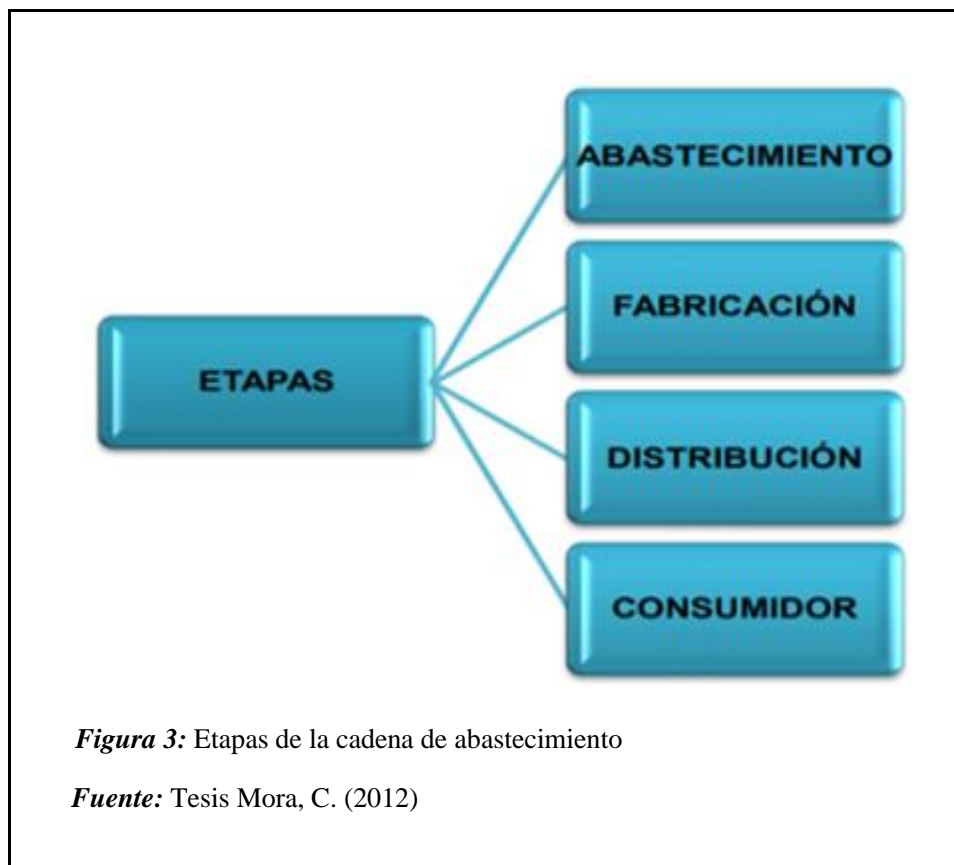 ETAPAS
ABASTECIMIENTO
FABRICACIÓN
DISTRIBUCIÓN
CONSUMIDOR
Figura 3: Etapas de la cadena de abastecimiento
Fuente: Tesis Mora, C. (2012)